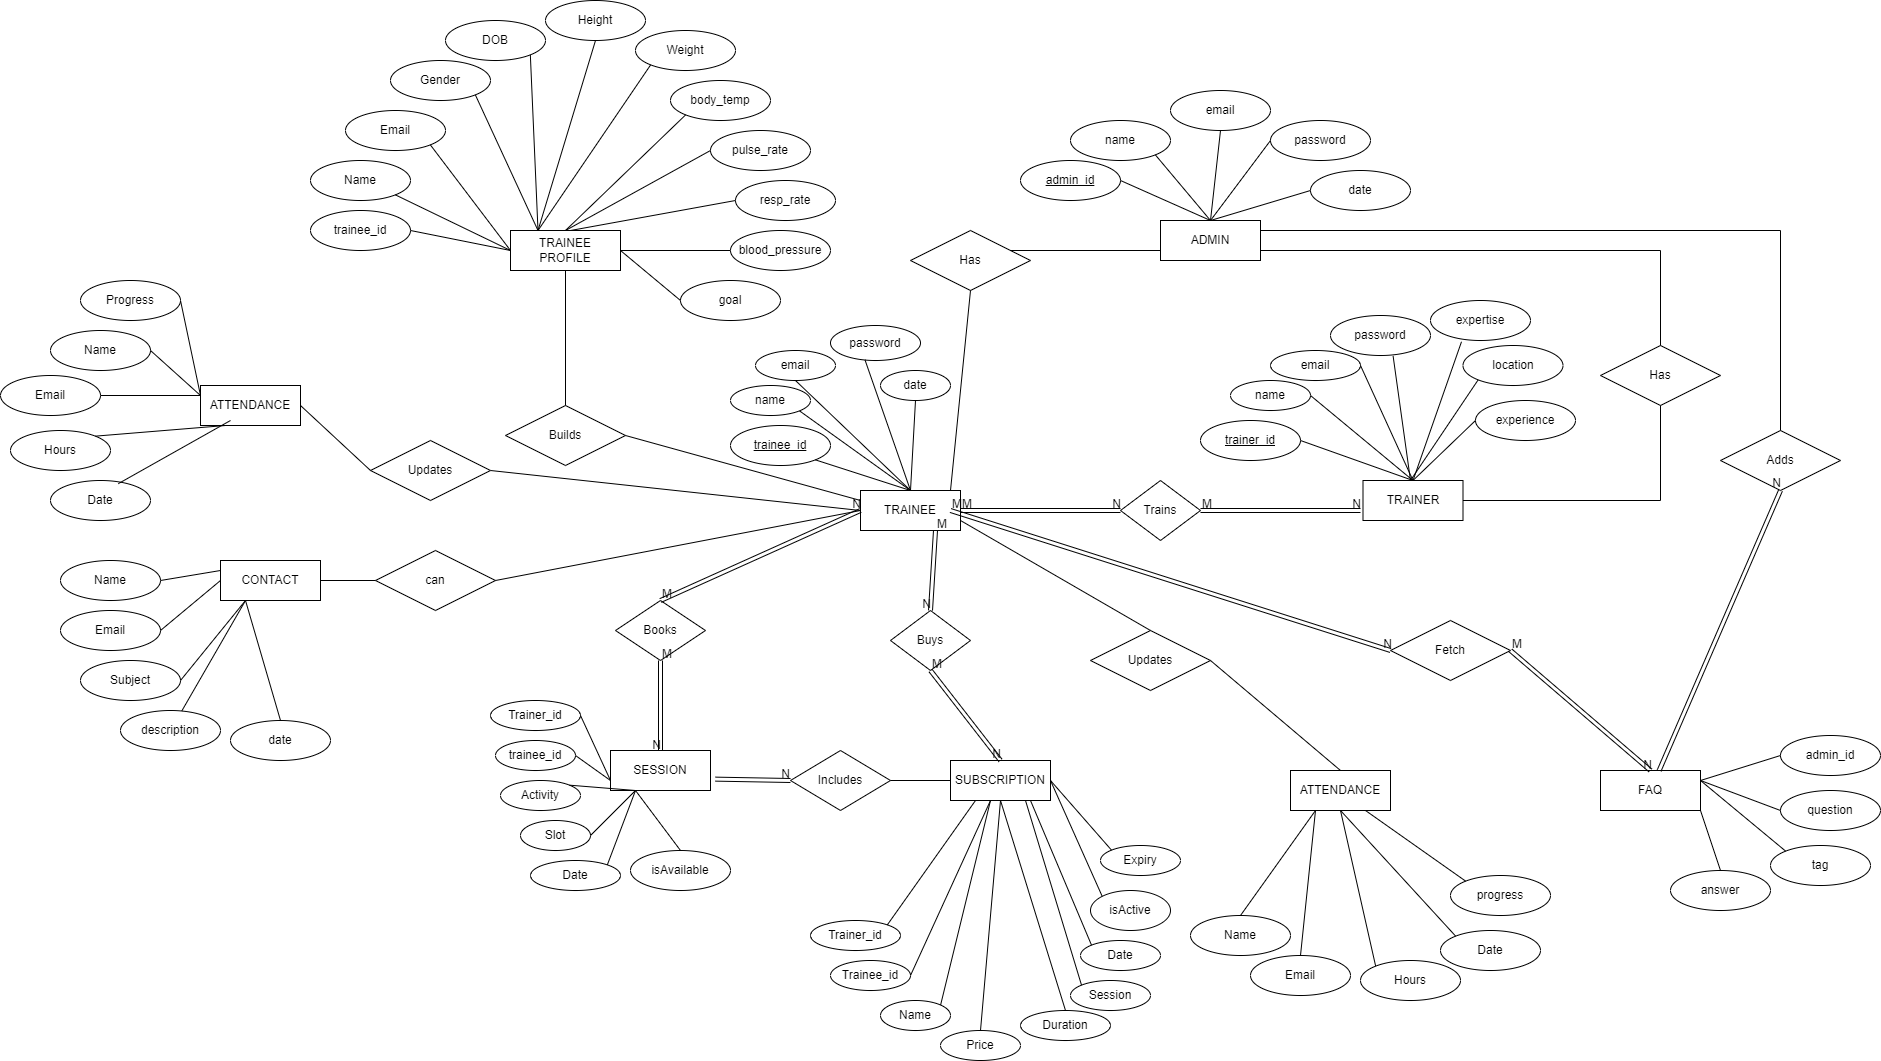 Height
DOB
Weight
Gender
body_temp
Email
pulse_rate
Name
resp_rate
trainee_id
blood_pressure
goal
TRAINEE
PROFILE
email
name
password
admin_id
date
ADMIN
Has
Has
Adds
N
Progress
Name
Email
Hours
Date
ATTENDANCE
Updates
Builds
password
email
date
name
trainee_id
TRAINEE
N
M
M
M
N
Trains
M
N
expertise
password
location
email
name
experience
trainer_id
TRAINER
CONTACT
can
Name
Email
Subject
description
date
M
Books
M
N
N
Buys
M
N
Updates
N
Fetch
M
N
Trainer_id
trainee_id
Activity
Slot
Date
isAvailable
SESSION
N
Includes
SUBSCRIPTION
Expiry
isActive
Date
Session
Duration
Price
Name
Trainee_id
Trainer_id
ATTENDANCE
progress
Date
Hours
Email
Name
FAQ
admin_id
question
tag
answer